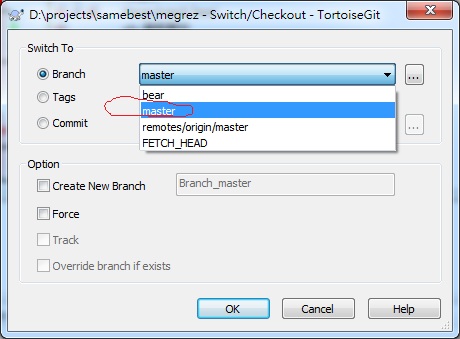 D:\projects\samebest\megrez - Switch/Checkout - TortoiseGit
Switch To
Branch
master
...
Tags
bear
master
Commit
remotes/origin/master
...
FETCH_HEAD
Option
Create New Branch
Branch_master
Force
Track
Override branch if exists
OK
Cancel
Help